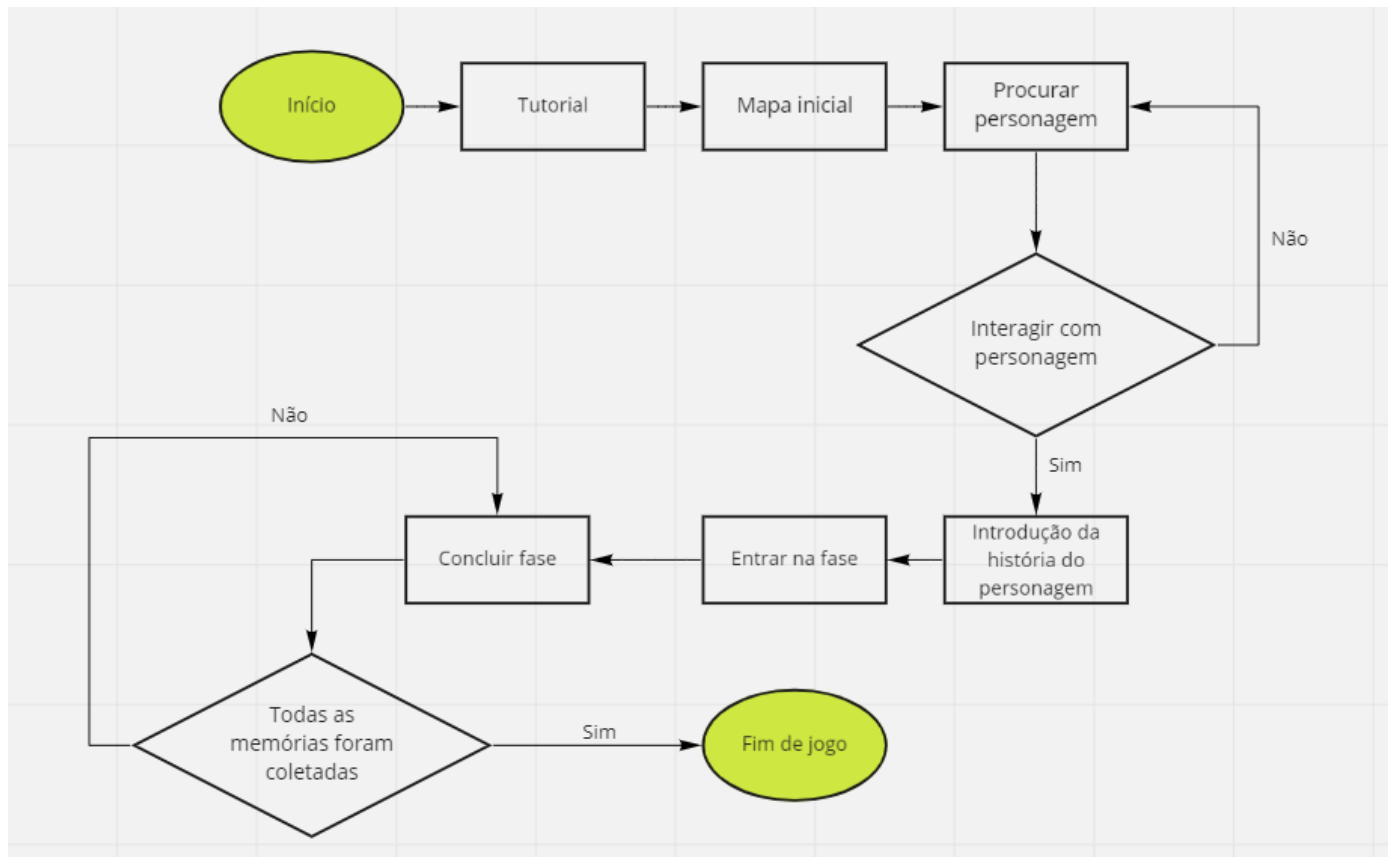 Início
Tutorial
Mapa inicial
Procurar
personagem
Não
Interagir com
personagem
Sim
Introdução da
história do
personagem
Entrar na fase
Concluir fase
Não
Todas as
memórias foram
coletadas
Sim
Fim de jogo